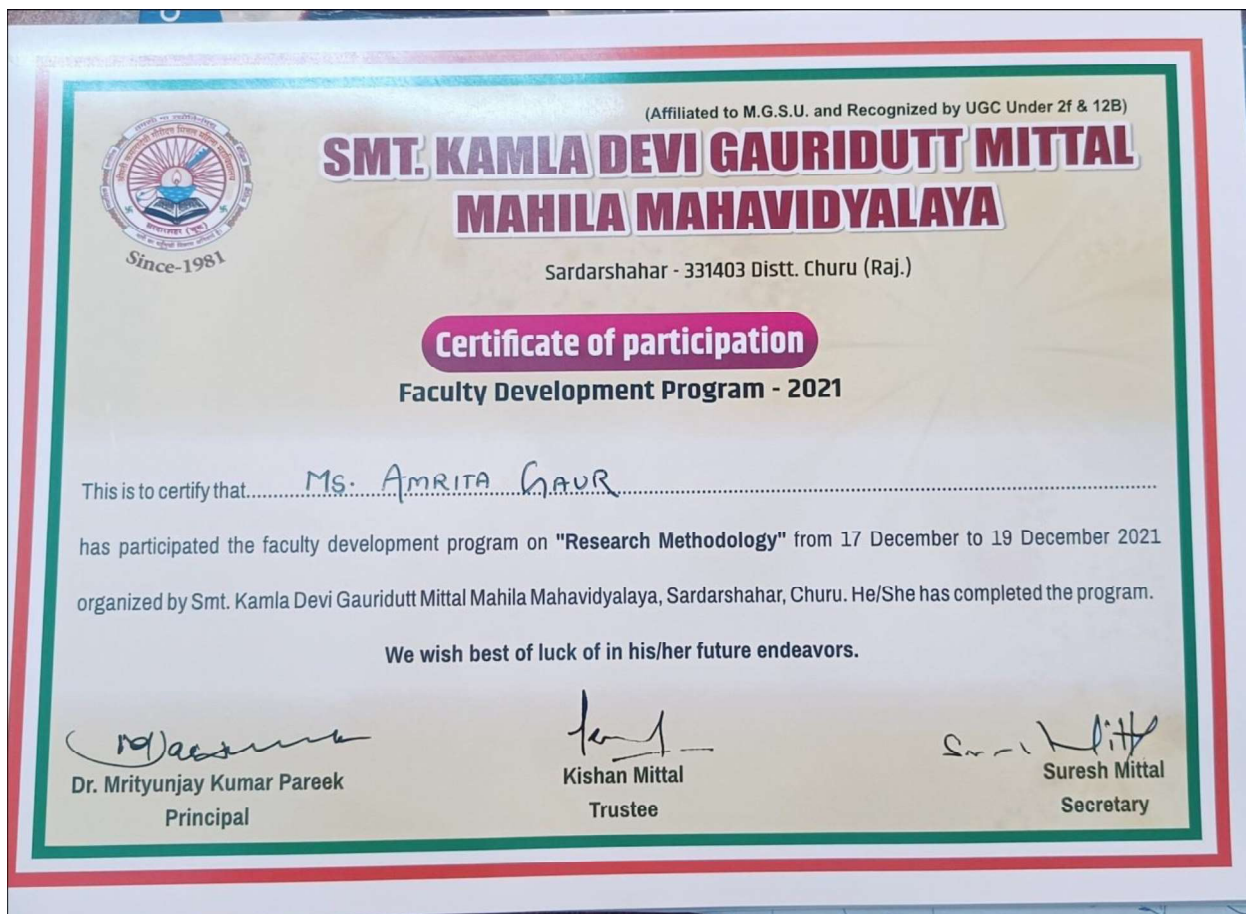 (Affiliated to M.G.S.U. and Recognized by UGC Under 2f & 12B)
SMT. KAMLA DEVI GAURIDUTT MITTAL
MAHILA MAHAVIDYALAYA
Since-1981
Sardarshahar - 331403 Distt. Churu (Raj.)
Certificate of participation
Faculty Development Program - 2021
This is to certify that.....Ms. AMRITA GAUR.....
has participated the faculty development program on "Research Methodology" from 17 December to 19 December 2021
organized by Smt. Kamla Devi Gauridutt Mittal Mahila Mahavidyalaya, Sardarshahar, Churu. He/She has completed the program.
We wish best of luck of in his/her future endeavors.
Dr. Mrityunjay Kumar Pareek
Principal
Kishan Mittal
Trustee
Suresh Mittal
Secretary